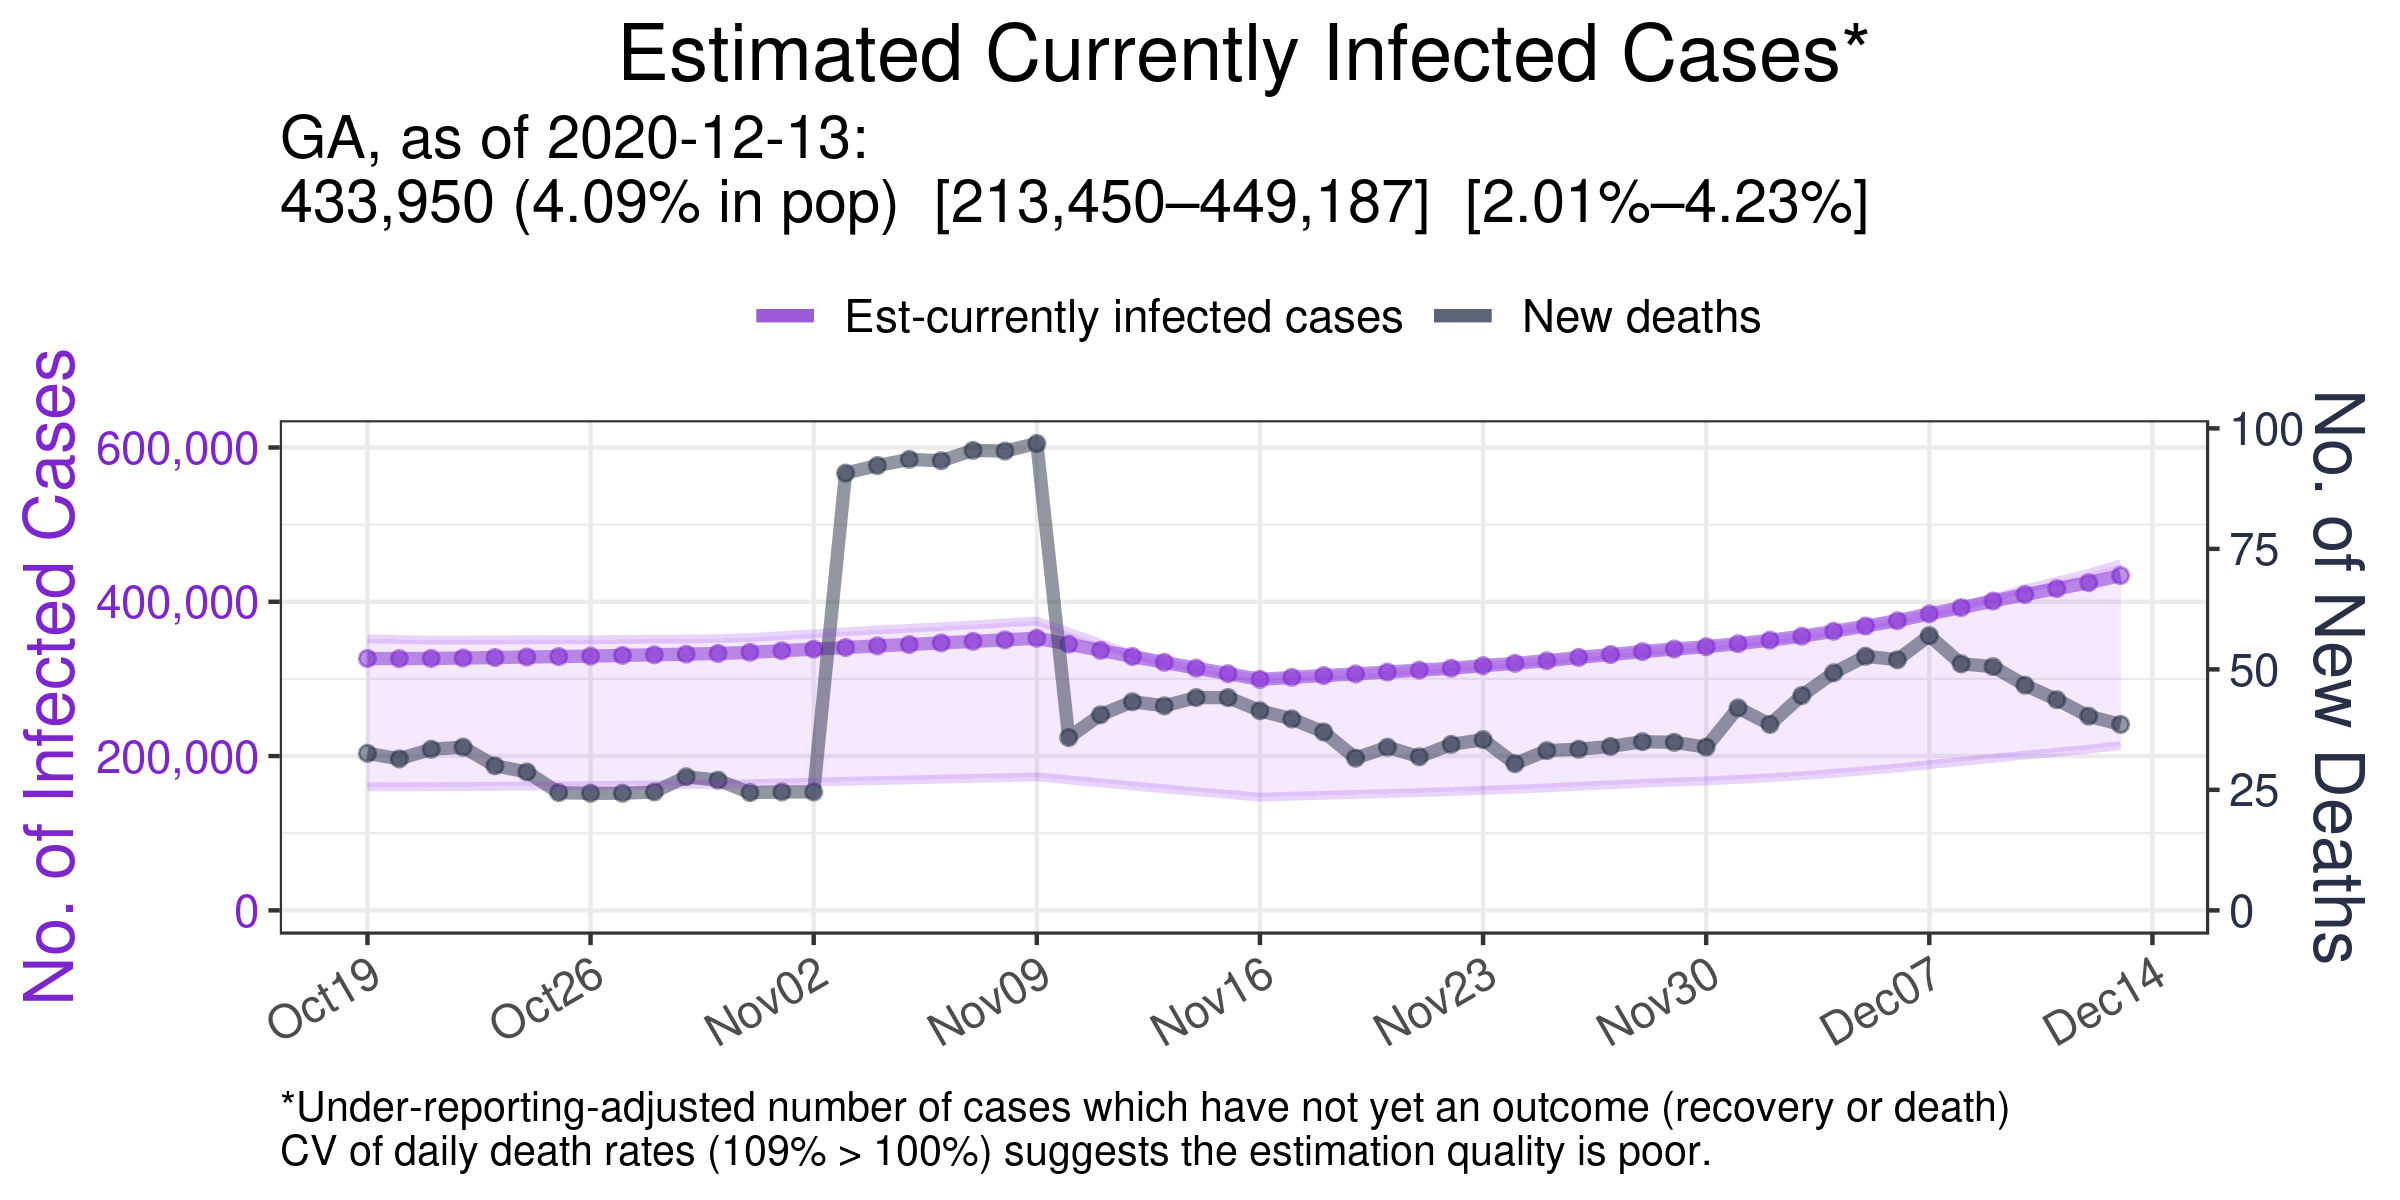 Estimated Currently Infected Cases*
GA, as of 2020-12-13:
433,950 (4.09% in pop)  [213,450–449,187]  [2.01%–4.23%]
Est-currently infected cases
New deaths
No. of Infected Cases
600,000
400,000
200,000
0
100
75
50
25
0
No. of New Deaths
Oct19
Oct26
Nov02
Nov09
Nov16
Nov23
Nov30
Dec07
Dec14
*Under-reporting-adjusted number of cases which have not yet an outcome (recovery or death)
CV of daily death rates (109% > 100%) suggests the estimation quality is poor.